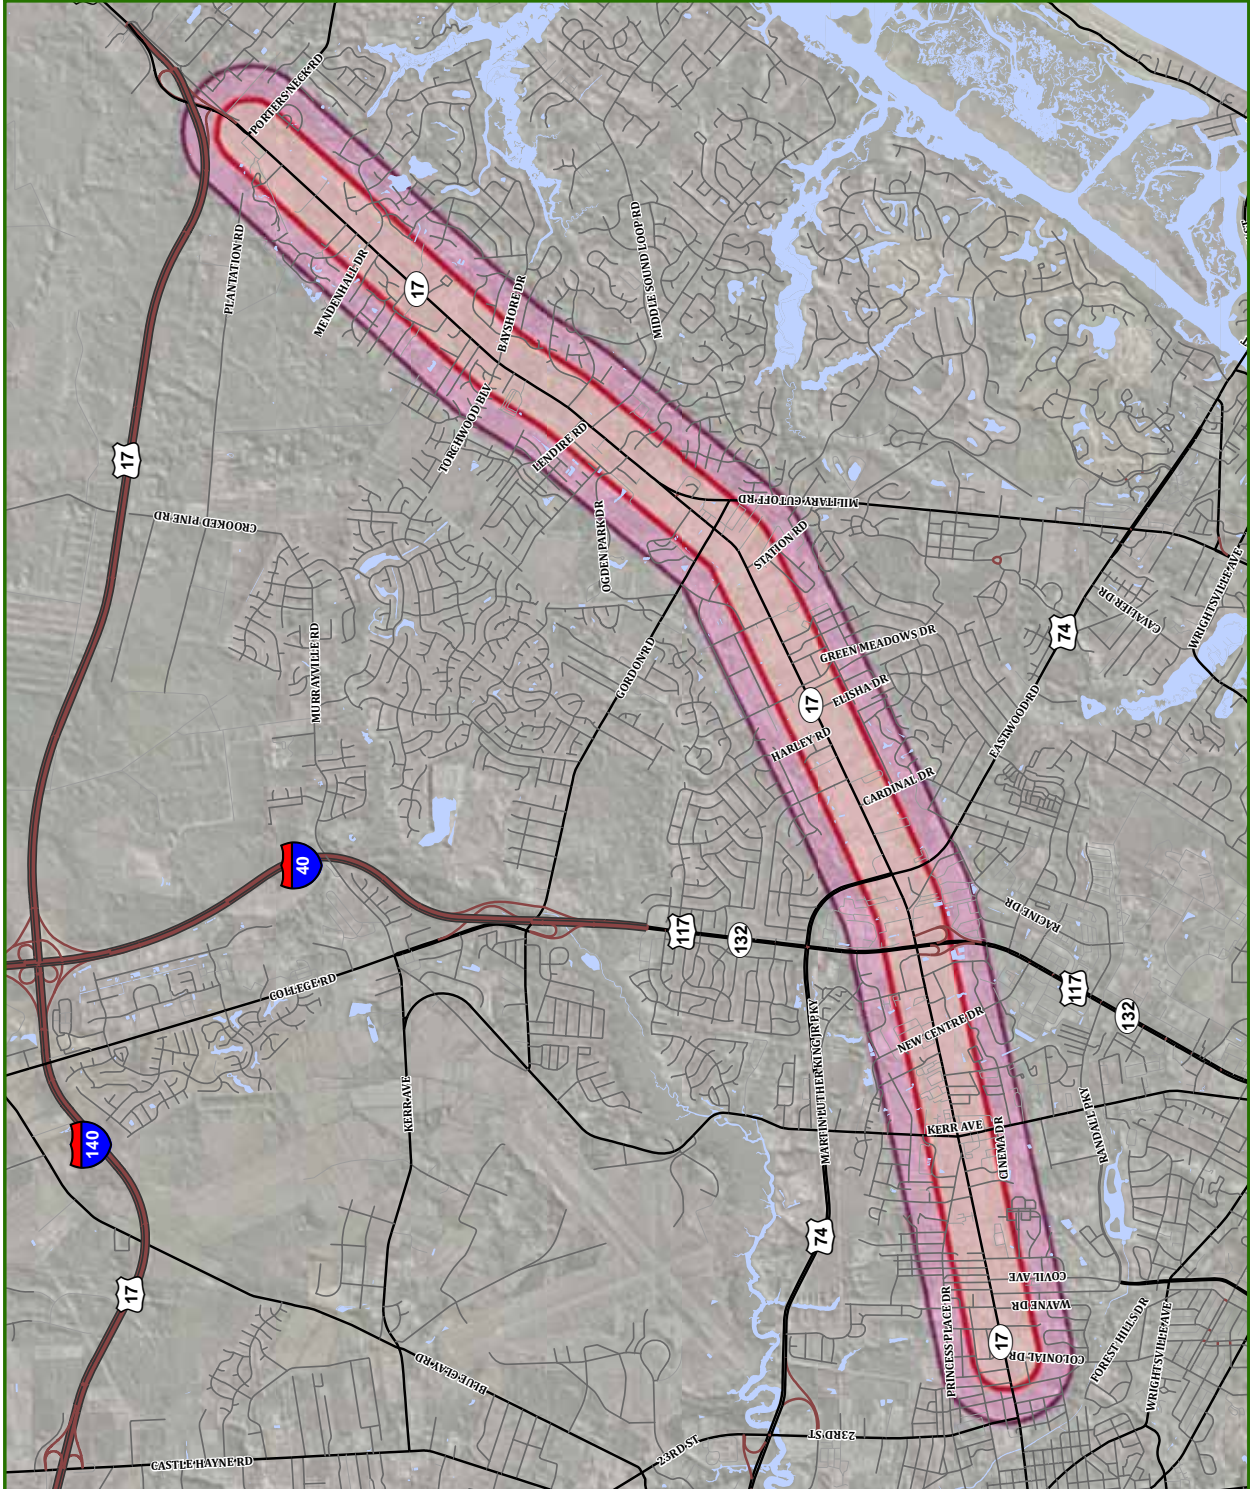 PORTERS NECK RD
PLANTATION RD
MENDENHALL DR
17
BAYSHORE DR
MIDDLE SOUND LOOP RD
TORCHWOOD BLV
LENDIRE RD
17
CROOKED PINE RD
OGDEN PARK DR
MILITARY CUTOFF RD
STATION RD
MURRAYVILLE RD
GORDON RD
GREEN MEADOWS DR
ELISHA DR
17
HARLEY RD
CARDINAL DR
74
CAVALIER DR
WRIGHTSVILLE AVE
EASTWOOD RD
40
117
132
RACINE DR
COLLEGE RD
117
132
NEW CENTRE DR
MARTIN LUTHER KING JR PKY
KERR AVE
KERR AVE
CINEMA DR
RANDALL PKY
140
74
17
COVIL AVE
WAYNE DR
PRINCESS PLACE DR
17
COLONIAL DR
FOREST HILLS DR
WRIGHTSVILLE AVE
BLUE CLAY RD
23RD ST
23RD ST
CASTLE HAYNE RD